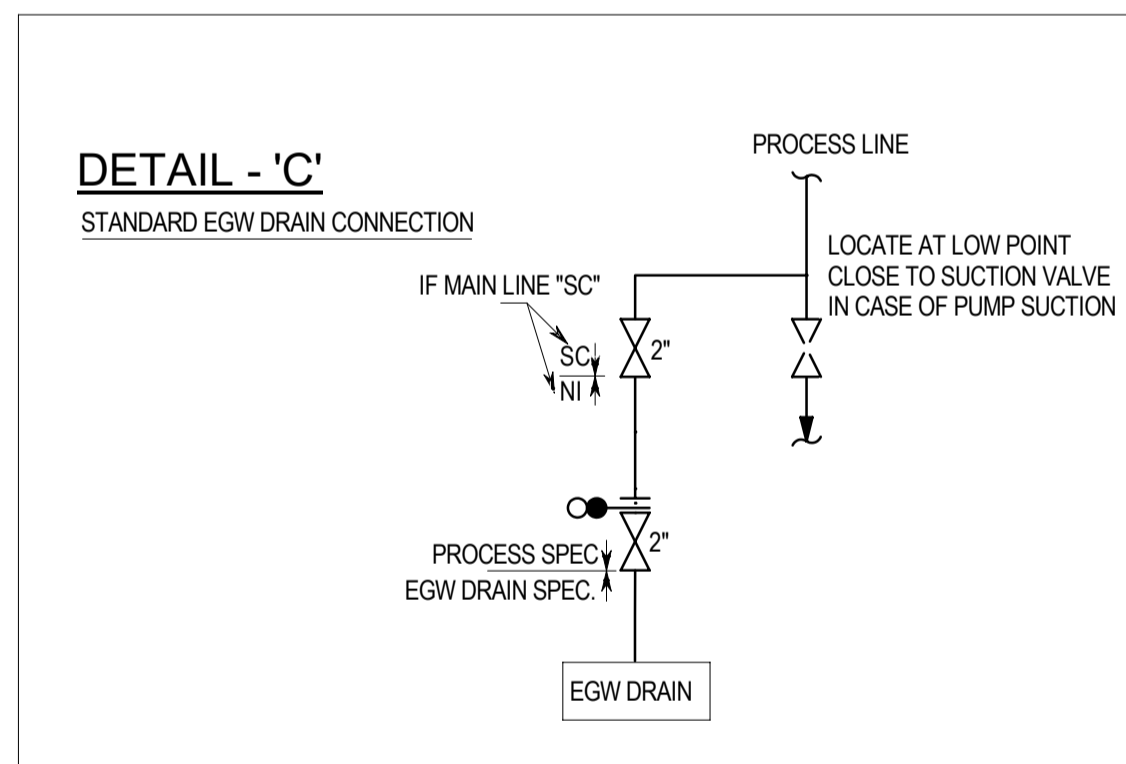 DETAIL - 'C'
STANDARD EGW DRAIN CONNECTION
PROCESS LINE
LOCATE AT LOW POINT
CLOSE TO SUCTION VALVE
IN CASE OF PUMP SUCTION
IF MAIN LINE "SC"
SC
NI
2"
2"
PROCESS SPEC
EGW DRAIN SPEC.
EGW DRAIN